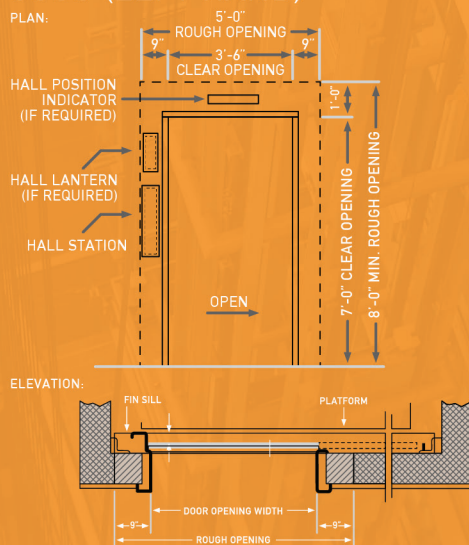 PLAN:
5'-0"
ROUGH OPENING
9"
9"
3'-6"
CLEAR OPENING
HALL POSITION
INDICATOR
(IF REQUIRED)
1'-0"
HALL LANTERN
(IF REQUIRED)
HALL STATION
7'-0" CLEAR OPENING
8'-0" MIN. ROUGH OPENING
OPEN
ELEVATION:
FIN SILL
PLATFORM
DOOR OPENING WIDTH
9"
9"
ROUGH OPENING